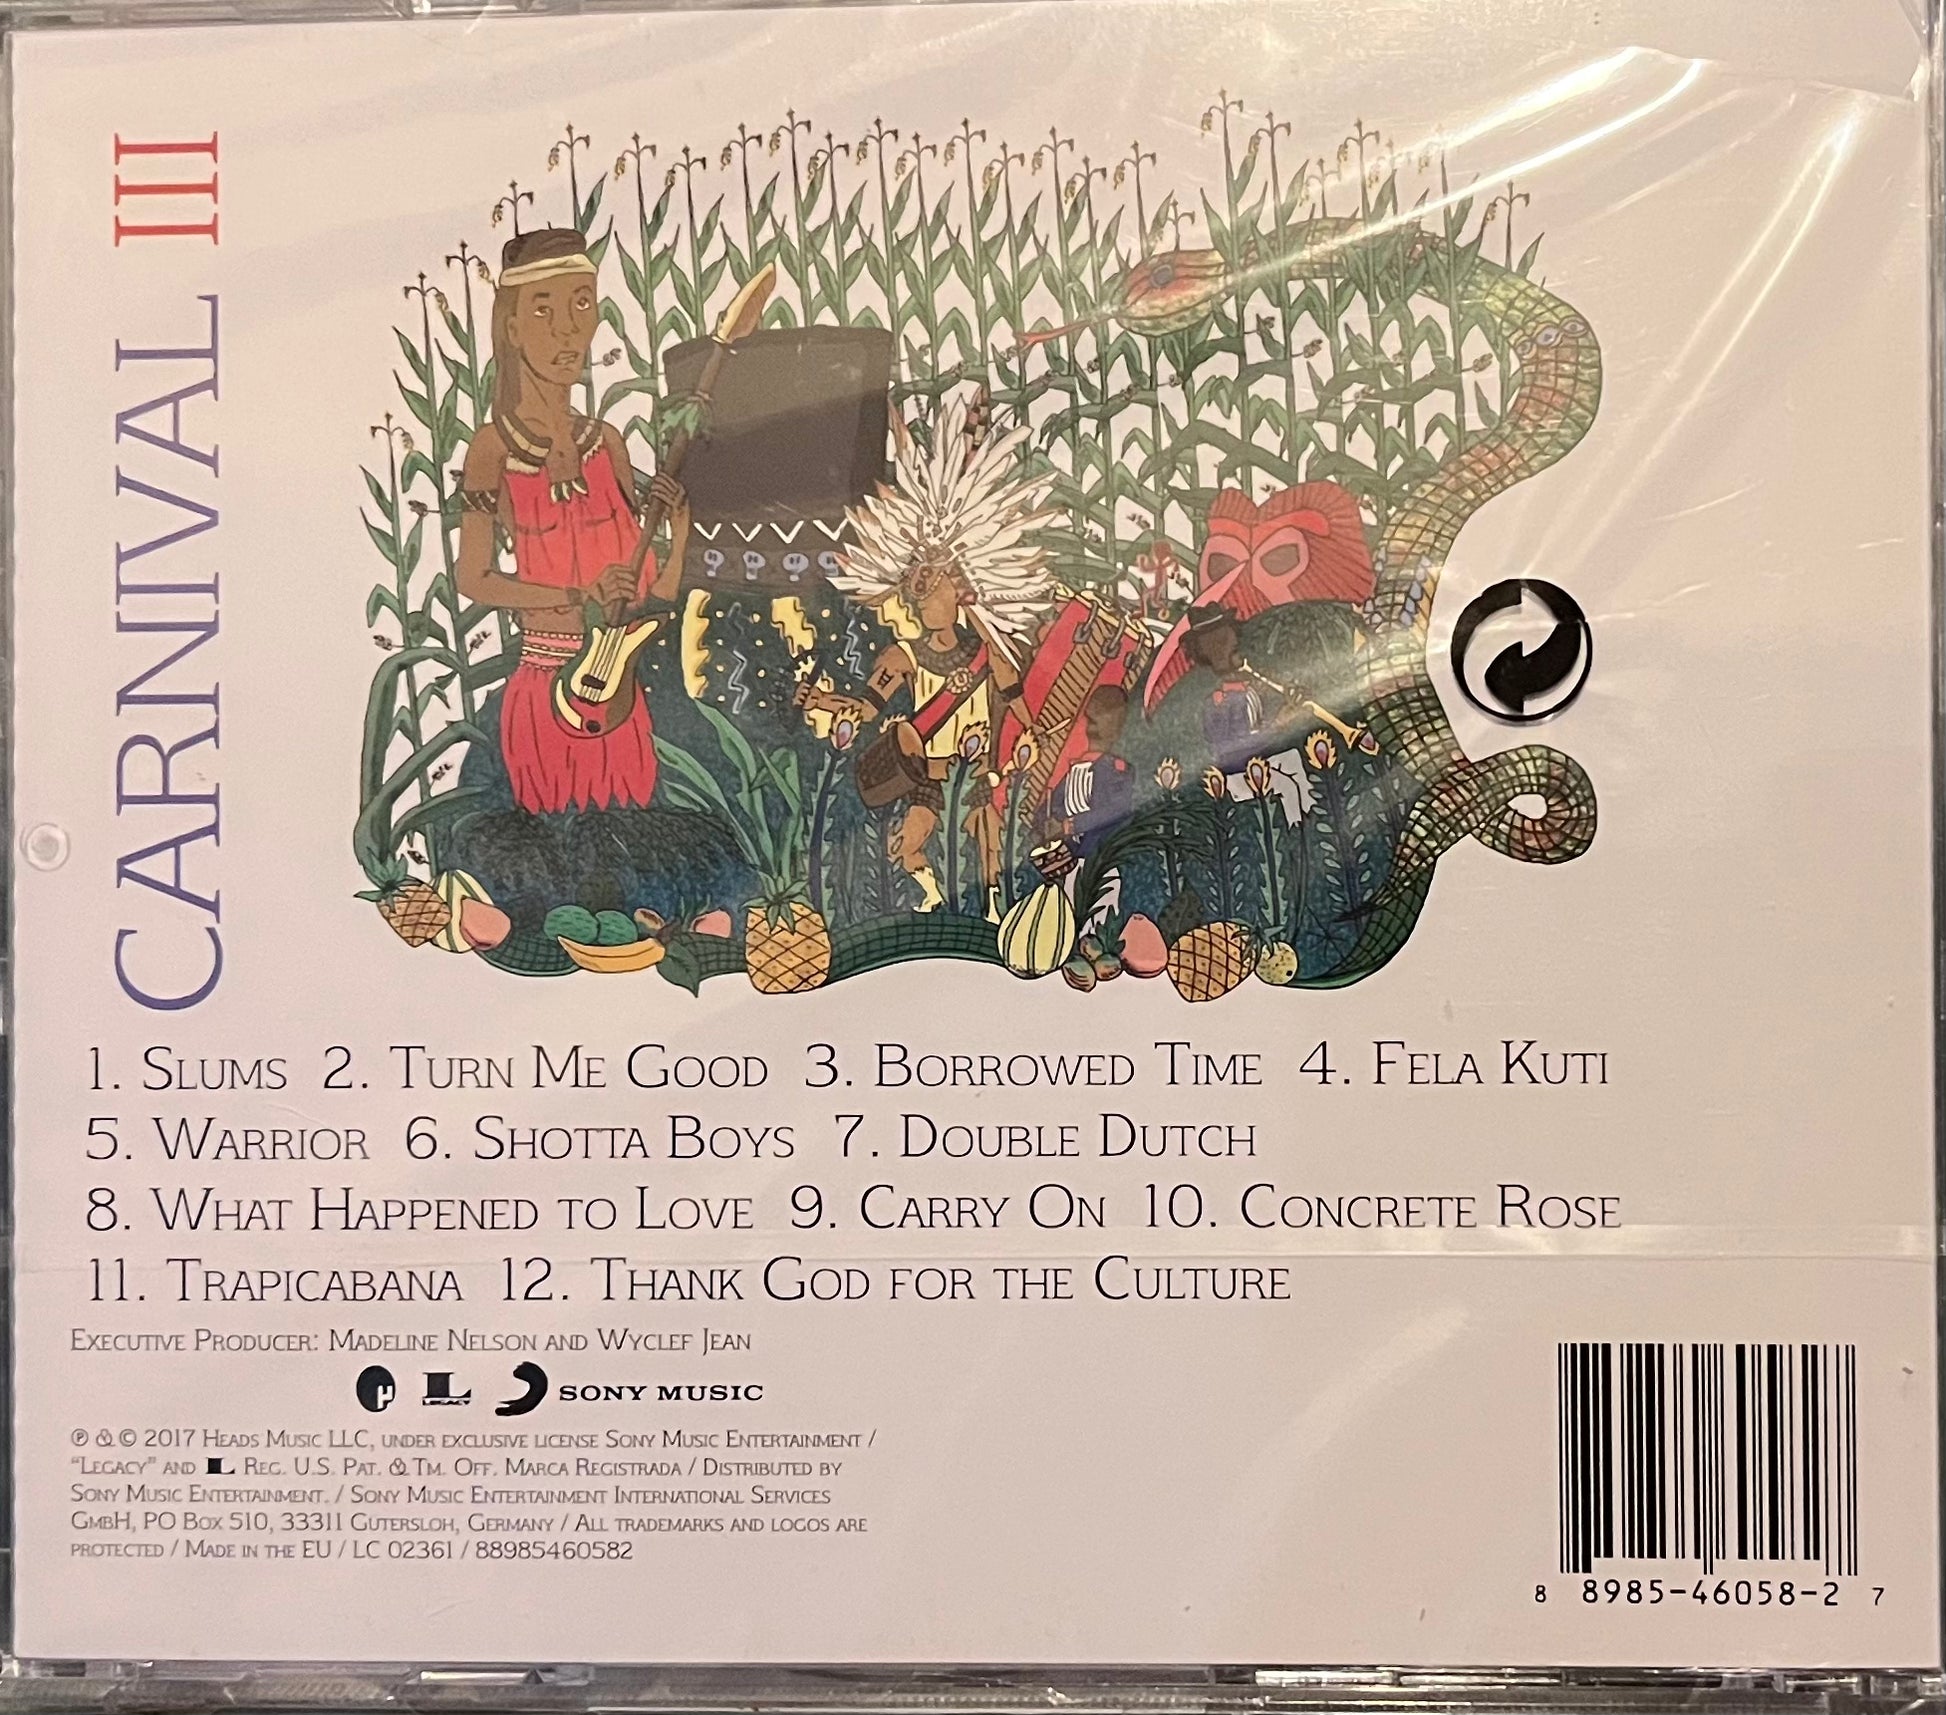 CARNIVAL III
1. SLUMS 2. TURN ME GOOD 3. BORROWED TIME 4. FELA KUTI
5. WARRIOR 6. SHOTTA BOYS 7. DOUBLE DUTCH
8. WHAT HAPPENED TO LOVE 9. CARRY ON 10. CONCRETE ROSE
11. TRAPICABANA 12. THANK GOD FOR THE CULTURE
EXECUTIVE PRODUCER: MADELINE NELSON AND WYCLEF JEAN
L LEGACY SONY MUSIC
℗ & © 2017 HEADS MUSIC LLC, UNDER EXCLUSIVE LICENSE SONY MUSIC ENTERTAINMENT /
"LEGACY" AND L REG. U.S. PAT. & TM. OFF. MARCA REGISTRADA / DISTRIBUTED BY
SONY MUSIC ENTERTAINMENT. / SONY MUSIC ENTERTAINMENT INTERNATIONAL SERVICES
GMBH, PO BOX 510, 33311 GUTERSLOH, GERMANY / ALL TRADEMARKS AND LOGOS ARE
PROTECTED / MADE IN THE EU / LC 02361 / 88985460582
8 8985-46058-2 7